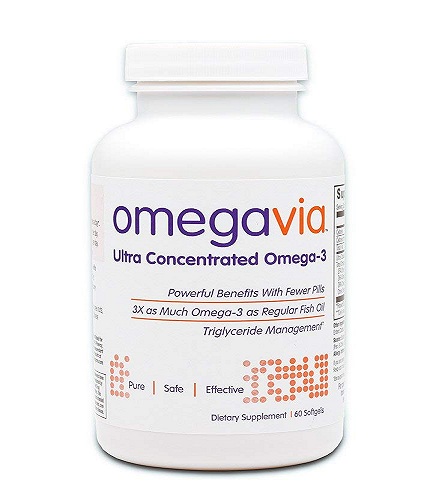 omegavia™
Ultra Concentrated Omega-3
Powerful Benefits With Fewer Pills
3X as Much Omega-3 as Regular Fish Oil
Triglyceride Management*
Pure | Safe | Effective
Dietary Supplement | 60 Softgels